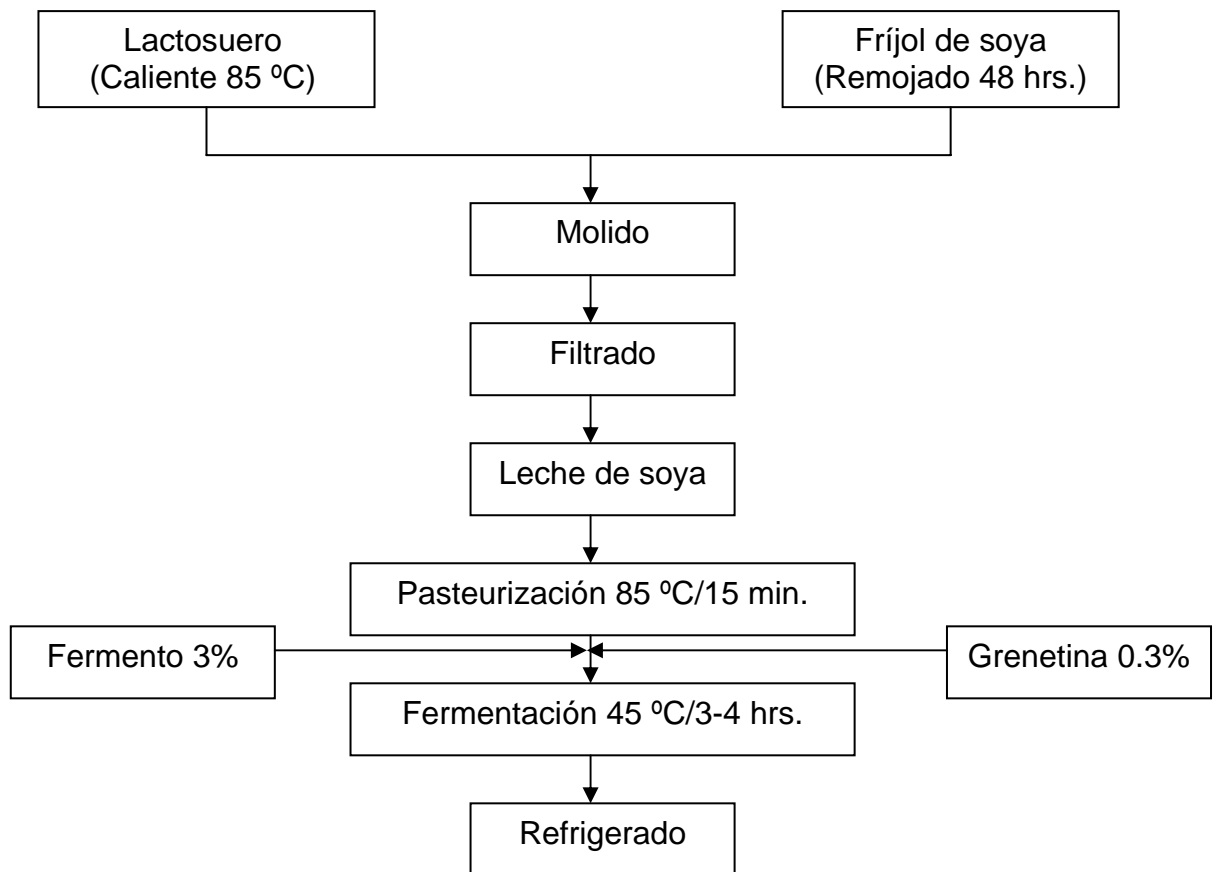 Lactosuero
(Caliente 85 ºC)
Fríjol de soya
(Remojado 48 hrs.)
Molido
Filtrado
Leche de soya
Pasteurización 85 ºC/15 min.
Fermento 3%
Grenetina 0.3%
Fermentación 45 ºC/3-4 hrs.
Refrigerado